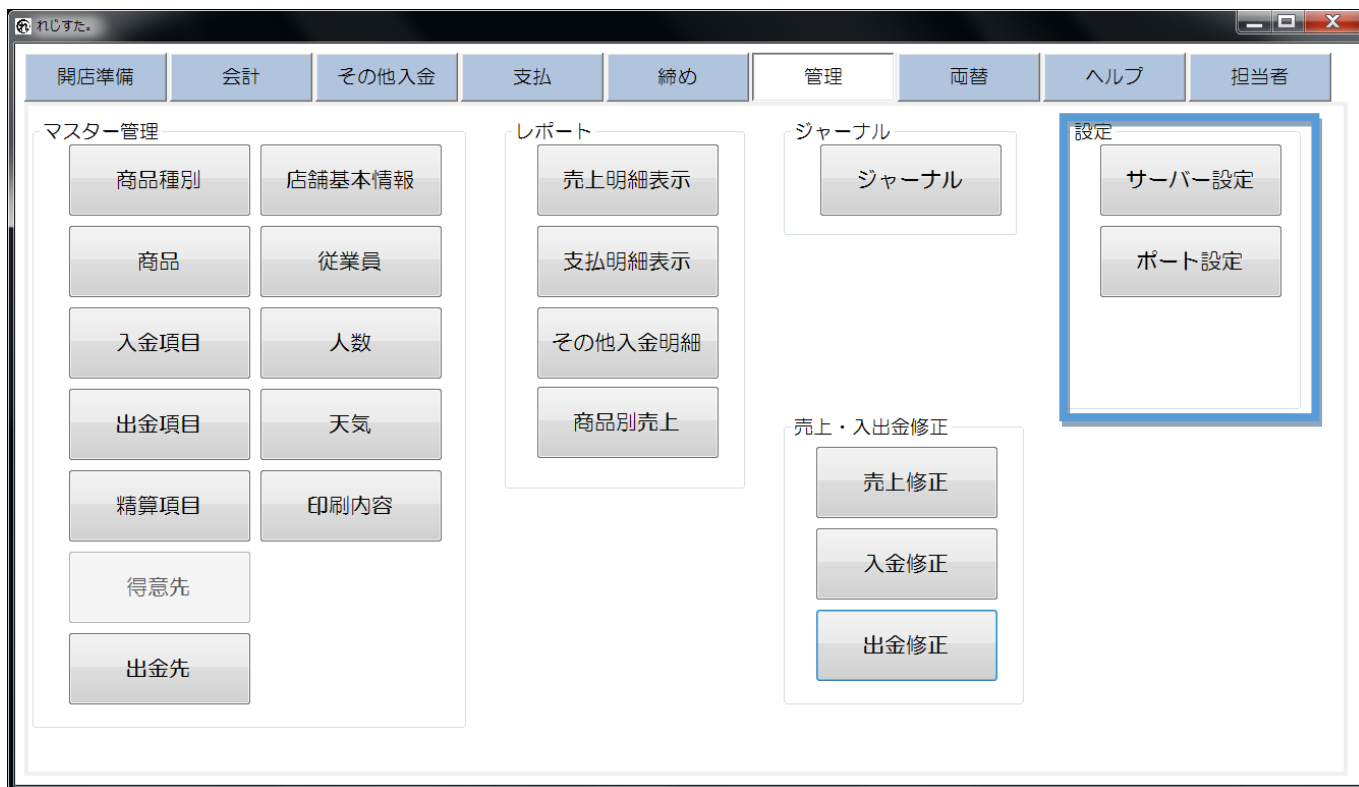 れじすた。
開店準備 会計 その他入金 支払 締め 管理 両替 ヘルプ 担当者
マスター管理
商品種別 店舗基本情報
商品 従業員
入金項目 人数
出金項目 天気
精算項目 印刷内容
得意先
出金先
レポート
売上明細表示
支払明細表示
その他入金明細
商品別売上
ジャーナル
ジャーナル
売上・入出金修正
売上修正
入金修正
出金修正
設定
サーバー設定
ポート設定